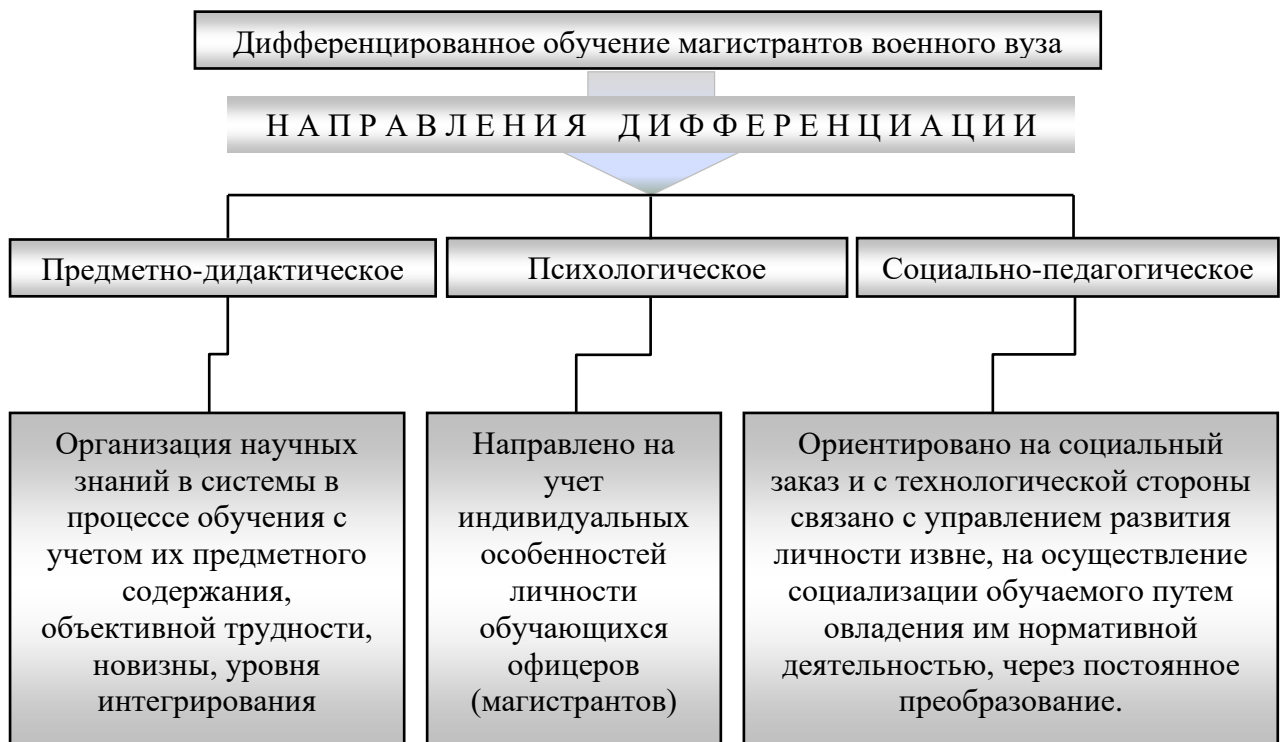 Дифференцированное обучение магистрантов военного вуза
Н А П Р А В Л Е Н И Я Д И Ф Ф Е Р Е Н Ц И А Ц И И
Предметно-дидактическое
Психологическое
Социально-педагогическое
Организация научных
знаний в системы в
процессе обучения с
учетом их предметного
содержания,
объективной трудности,
новизны, уровня
интегрирования
Направлено на
учет
индивидуальных
особенностей
личности
обучающихся
офицеров
(магистрантов)
Ориентировано на социальный
заказ и с технологической стороны
связано с управлением развития
личности извне, на осуществление
социализации обучаемого путем
овладения им нормативной
деятельностью, через постоянное
преобразование.